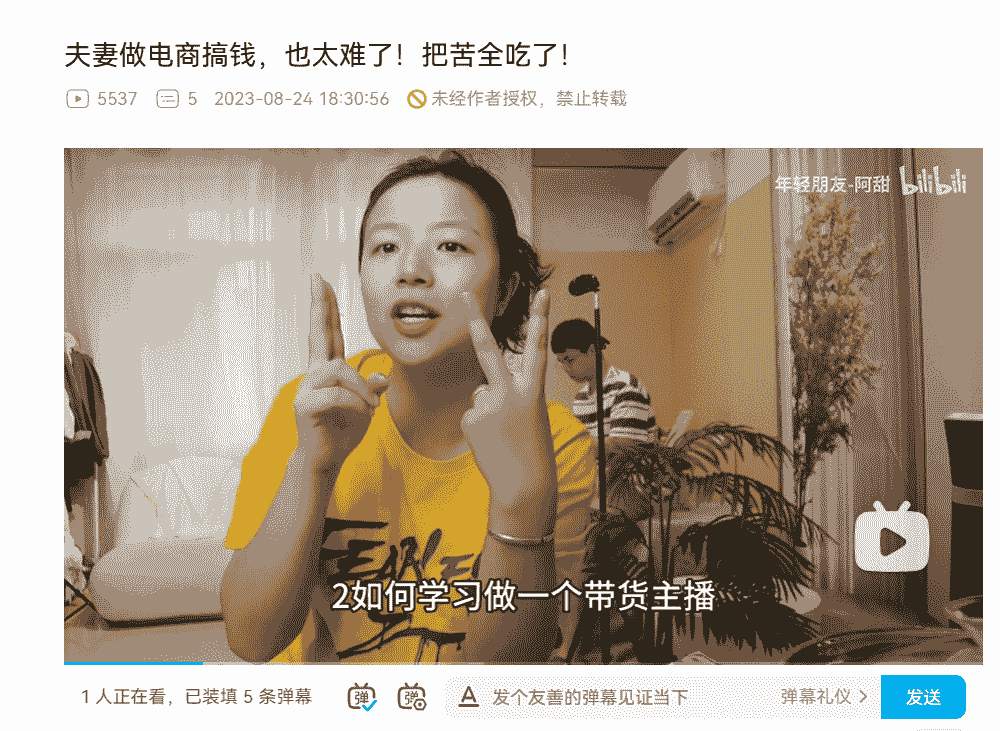 夫妻做电商搞钱，也太难了！把苦全吃了！
5537 5 2023-08-24 18:30:56 未经作者授权，禁止转载
年轻朋友-阿甜 bilibili
2如何学习做一个带货主播
1 人正在看，已装填 5 条弹幕 弹 弹 A 发个友善的弹幕见证当下 弹幕礼仪 发送